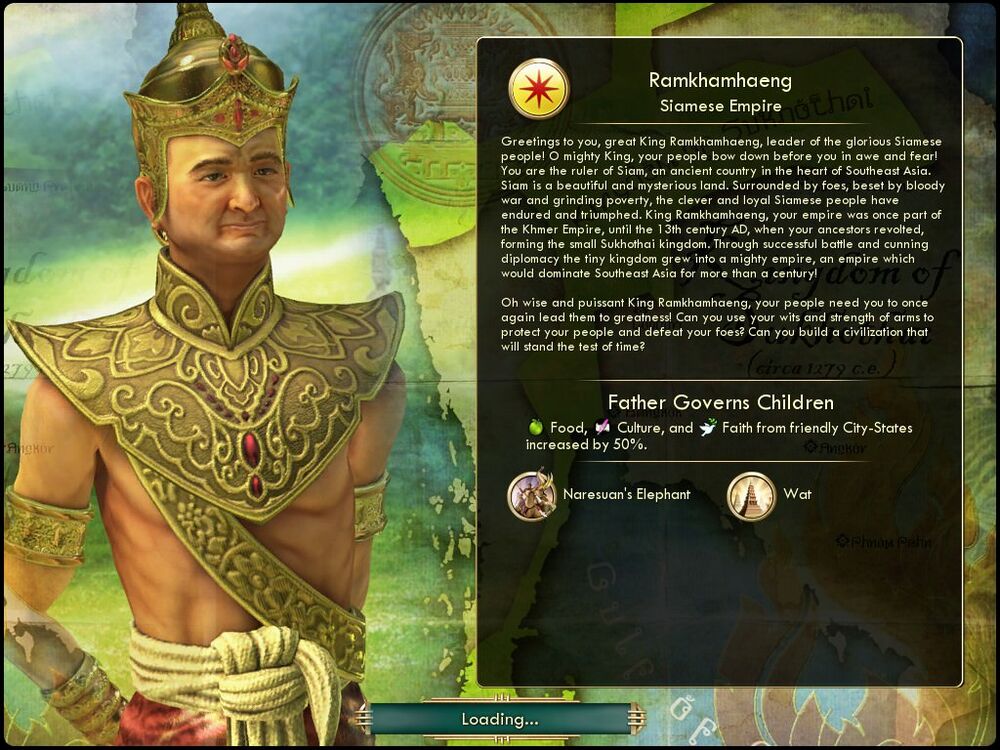 Ramkhamhaeng
Siamese Empire
Greetings to you, great King Ramkhamhaeng, leader of the glorious Siamese
people! O mighty King, your people bow down before you in awe and fear!
You are the ruler of Siam, an ancient country in the heart of Southeast Asia.
Siam is a beautiful and mysterious land. Surrounded by foes, beset by bloody
war and grinding poverty, the clever and loyal Siamese people have
endured and triumphed. King Ramkhamhaeng, your empire was once part of
the Khmer Empire, until the 13th century AD, when your ancestors revolted,
forming the small Sukhothai kingdom. Through successful battle and cunning
diplomacy the tiny kingdom grew into a mighty empire, an empire which
would dominate Southeast Asia for more than a century!
Oh wise and puissant King Ramkhamhaeng, your people need you to once
again lead them to greatness! Can you use your wits and strength of arms to
protect your people and defeat your foes? Can you build a civilization that
will stand the test of time?
Father Governs Children
Food, Culture, and Faith from friendly City-States
increased by 50%.
Naresuan's Elephant
Wat
Loading...
Sukhothai
Kingdom of
Sukhothai
(circa 1279 c.e.)
Angkor
Angkor
Phnom Penh
Gulf